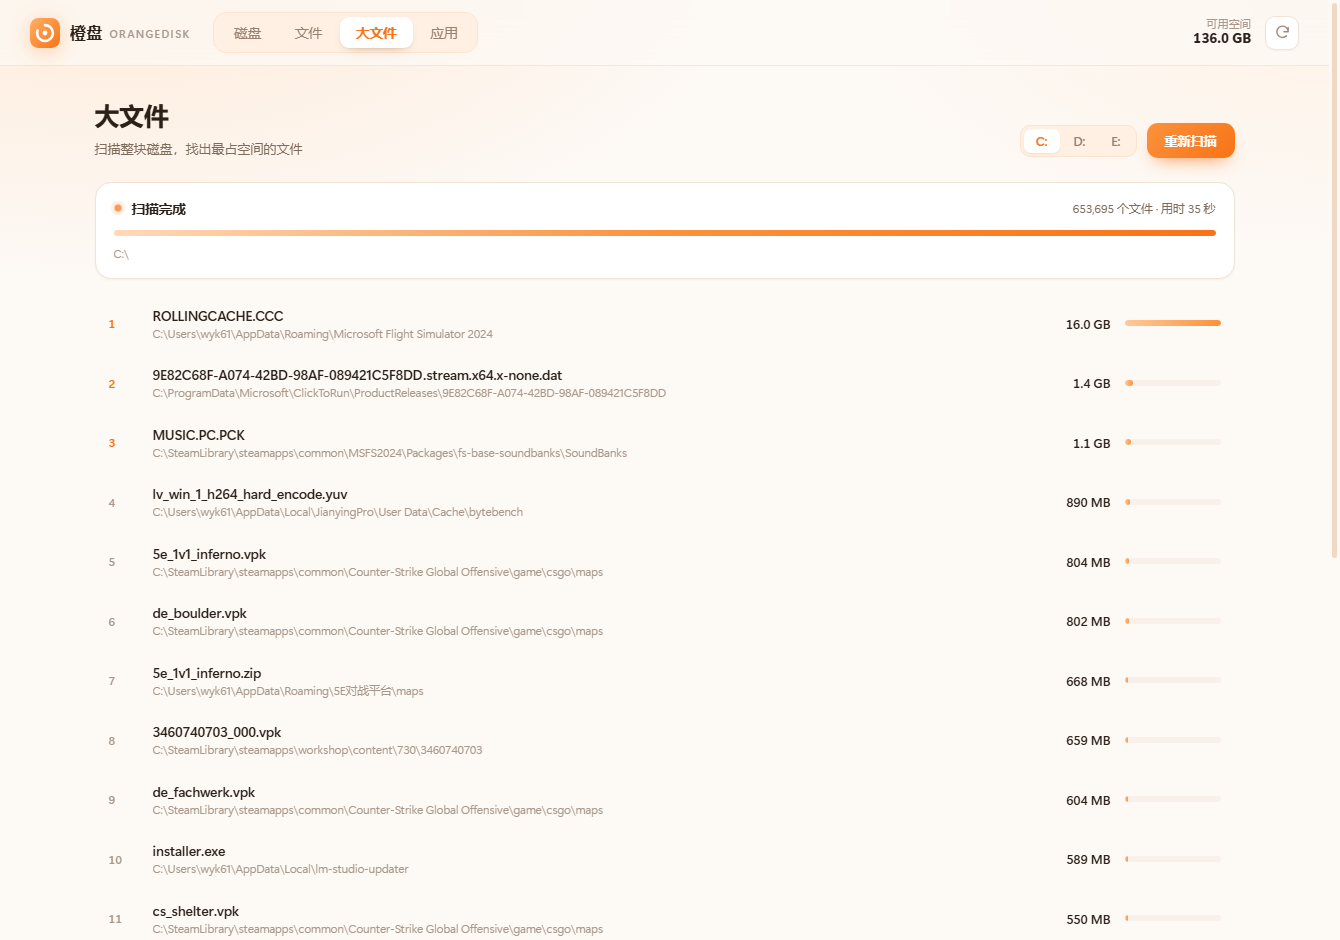 橙盘 ORANGEDISK 磁盘 文件 大文件 应用 可用空间
136.0 GB
大文件
扫描整块磁盘，找出最占空间的文件
C: D: E: 重新扫描
扫描完成 653,695 个文件 · 用时 35 秒
C:\
1 ROLLINGCACHE.CCC 16.0 GB
C:\Users\wyk61\AppData\Roaming\Microsoft Flight Simulator 2024
2 9E82C68F-A074-42BD-98AF-089421C5F8DD.stream.x64.x-none.dat 1.4 GB
C:\ProgramData\Microsoft\ClickToRun\ProductReleases\9E82C68F-A074-42BD-98AF-089421C5F8DD
3 MUSIC.PC.PCK 1.1 GB
C:\SteamLibrary\steamapps\common\MSFS2024\Packages\fs-base-soundbanks\SoundBanks
4 lv_win_1_h264_hard_encode.yuv 890 MB
C:\Users\wyk61\AppData\Local\JianyingPro\User Data\Cache\bytebench
5 5e_1v1_inferno.vpk 804 MB
C:\SteamLibrary\steamapps\common\Counter-Strike Global Offensive\game\csgo\maps
6 de_boulder.vpk 802 MB
C:\SteamLibrary\steamapps\common\Counter-Strike Global Offensive\game\csgo\maps
7 5e_1v1_inferno.zip 668 MB
C:\Users\wyk61\AppData\Roaming\5E对战平台\maps
8 3460740703_000.vpk 659 MB
C:\SteamLibrary\steamapps\workshop\content\730\3460740703
9 de_fachwerk.vpk 604 MB
C:\SteamLibrary\steamapps\common\Counter-Strike Global Offensive\game\csgo\maps
10 installer.exe 589 MB
C:\Users\wyk61\AppData\Local\lm-studio-updater
11 cs_shelter.vpk 550 MB
C:\SteamLibrary\steamapps\common\Counter-Strike Global Offensive\game\csgo\maps